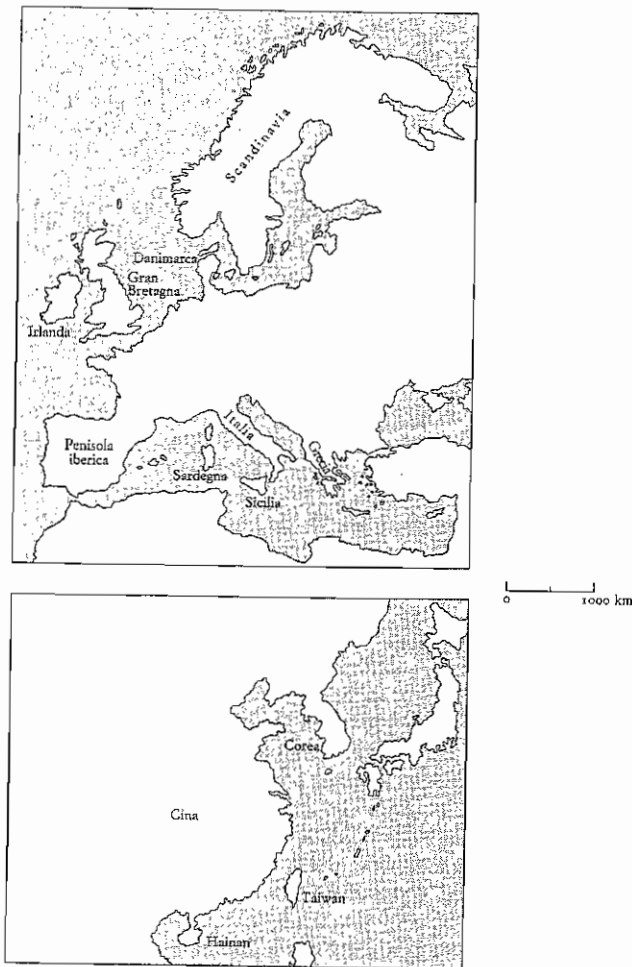 Scandinavia
Danimarca
Gran
Bretagna
Irlanda
Italia
Penisola
iberica
Grecia
Sardegna
Sicilia
0 1000 km
Corea
Cina
Taiwan
Hainan